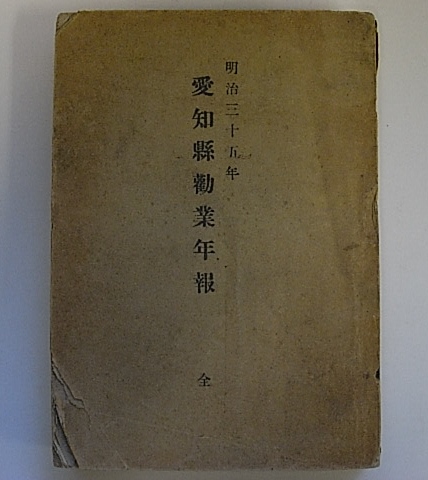 明治三十五年
愛知縣勸業年報
全